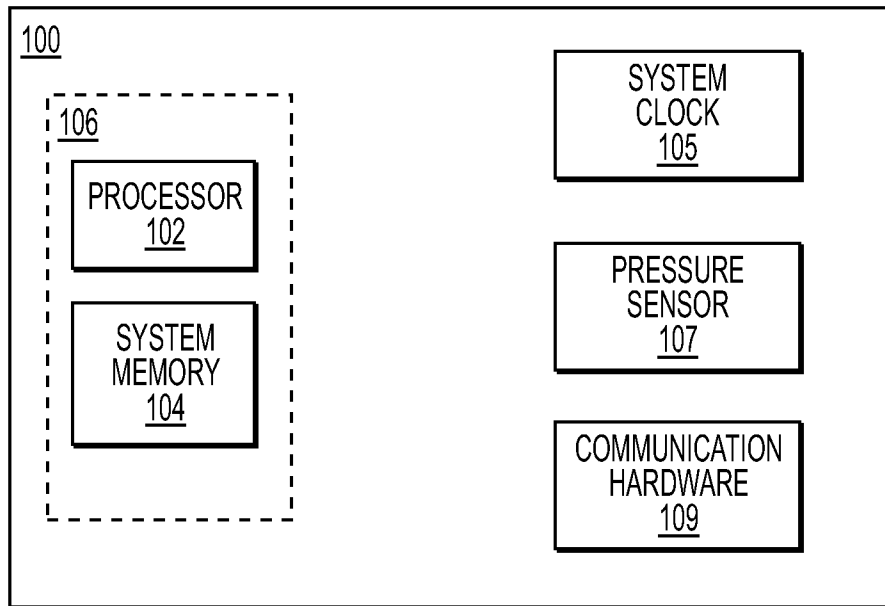 100
106
PROCESSOR
102
SYSTEM
MEMORY
104
SYSTEM
CLOCK
105
PRESSURE
SENSOR
107
COMMUNICATION
HARDWARE
109